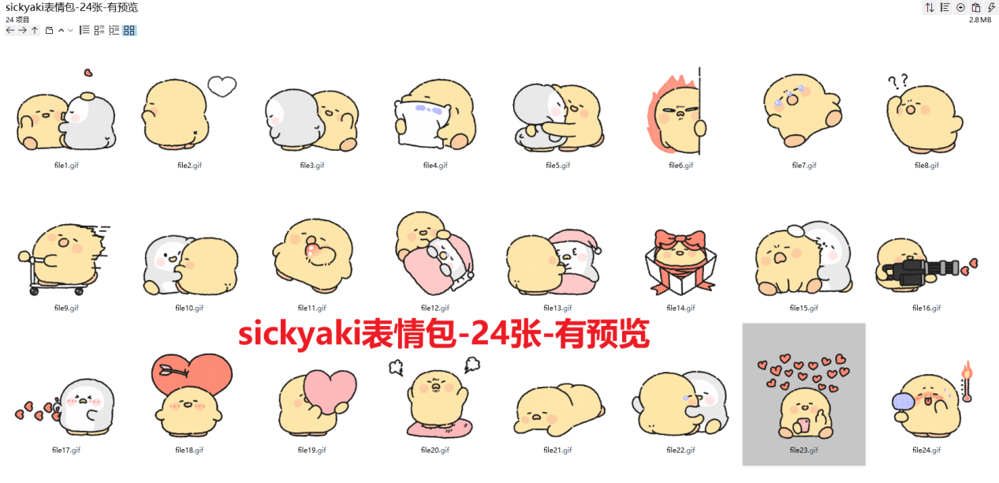 sickyaki表情包-24张-有预览
24 项目
2.8 MB
? ?
file1.gif
file2.gif
file3.gif
file4.gif
file5.gif
file6.gif
file7.gif
file8.gif
file9.gif
file10.gif
file11.gif
file12.gif
file13.gif
file14.gif
file15.gif
file16.gif
sickyaki表情包-24张-有预览
file17.gif
file18.gif
file19.gif
file20.gif
file21.gif
file22.gif
file23.gif
file24.gif